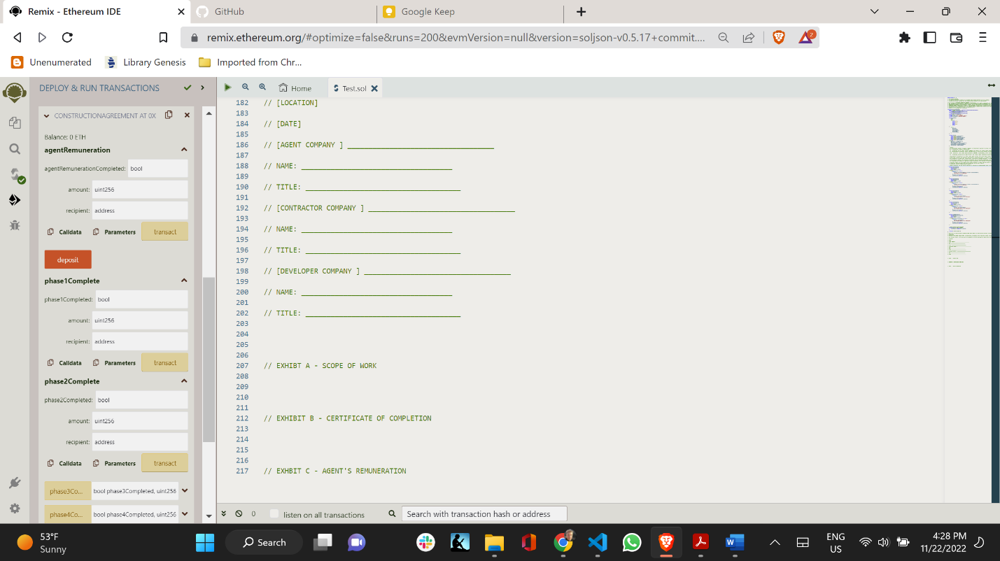 Remix - Ethereum IDE
GitHub
Google Keep
remix.ethereum.org/#optimize=false&runs=200&evmVersion=null&version=soljson-v0.5.17+commit....
2
Unenumerated
Library Genesis
Imported from Chr...
DEPLOY & RUN TRANSACTIONS
Home
Test.sol
CONSTRUCTIONAGREEMENT AT 0X
Balance: 0 ETH
agentRemuneration
agentRemunerationCompleted: bool
amount: uint256
recipient: address
Calldata Parameters transact
deposit
phase1Complete
phase1Completed: bool
amount: uint256
recipient: address
Calldata Parameters transact
phase2Complete
phase2Completed: bool
amount: uint256
recipient: address
Calldata Parameters transact
phase3Co... bool phase3Completed, uint256
phase4Co... bool phase4Completed, uint256
182 // [LOCATION]
183
184 // [DATE]
185
186 // [AGENT COMPANY ] ___________________________________
187
188 // NAME: ____________________________________
189
190 // TITLE: _____________________________________
191
192 // [CONTRACTOR COMPANY ] ___________________________________
193
194 // NAME: ____________________________________
195
196 // TITLE: _____________________________________
197
198 // [DEVELOPER COMPANY ] ___________________________________
199
200 // NAME: ____________________________________
201
202 // TITLE: _____________________________________
203
204
205
206
207 // EXHIBT A - SCOPE OF WORK
208
209
210
211
212 // EXHIBIT B - CERTIFICATE OF COMPLETION
213
214
215
216
217 // EXHBIT C - AGENT'S REMUNERATION
0
listen on all transactions
Search with transaction hash or address
53°F
Sunny
Search
ENG
US
4:28 PM
11/22/2022